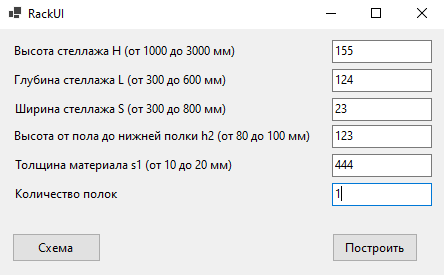 RackUI
Высота стеллажа H (от 1000 до 3000 мм) 155
Глубина стеллажа L (от 300 до 600 мм) 124
Ширина стеллажа S (от 300 до 800 мм) 23
Высота от пола до нижней полки h2 (от 80 до 100 мм) 123
Толщина материала s1 (от 10 до 20 мм) 444
Количество полок 1
Схема Построить